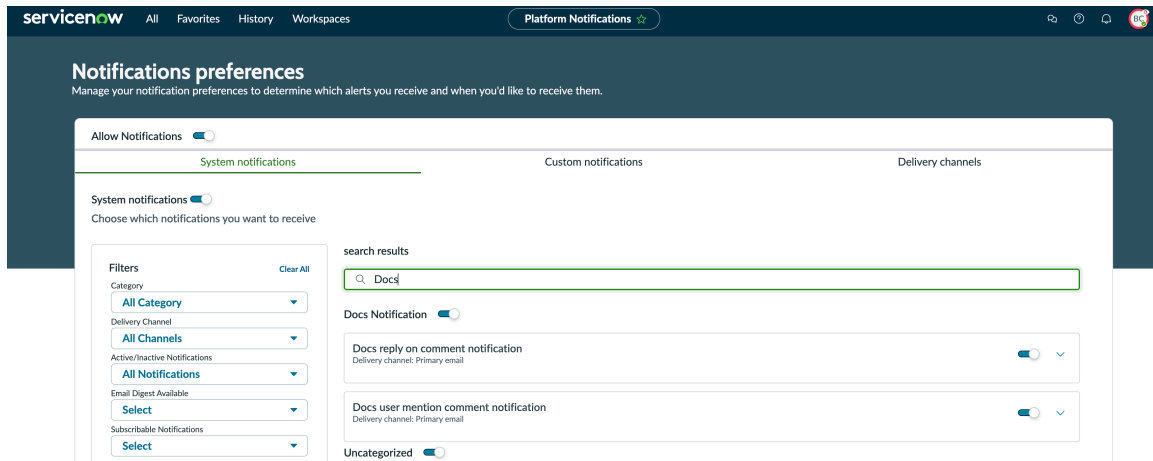 servicenow All Favorites History Workspaces Platform Notifications BC
Notifications preferences
Manage your notification preferences to determine which alerts you receive and when you'd like to receive them.
Allow Notifications
System notifications Custom notifications Delivery channels
System notifications
Choose which notifications you want to receive
Filters Clear All
Category
All Category
Delivery Channel
All Channels
Active/Inactive Notifications
All Notifications
Email Digest Available
Select
Subscribable Notifications
Select
search results
Docs
Docs Notification
Docs reply on comment notification
Delivery channel: Primary email
Docs user mention comment notification
Delivery channel: Primary email
Uncategorized